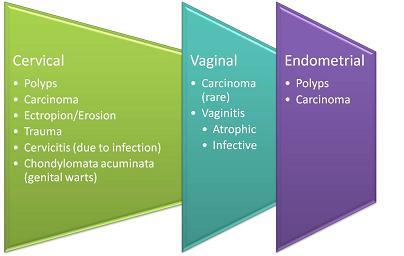 Cervical
• Polyps
• Carcinoma
• Ectropion/Erosion
• Trauma
• Cervicitis (due to infection)
• Chondylomata acuminata
(genital warts)
Vaginal
• Carcinoma
(rare)
• Vaginitis
• Atrophic
• Infective
Endometrial
• Polyps
• Carcinoma